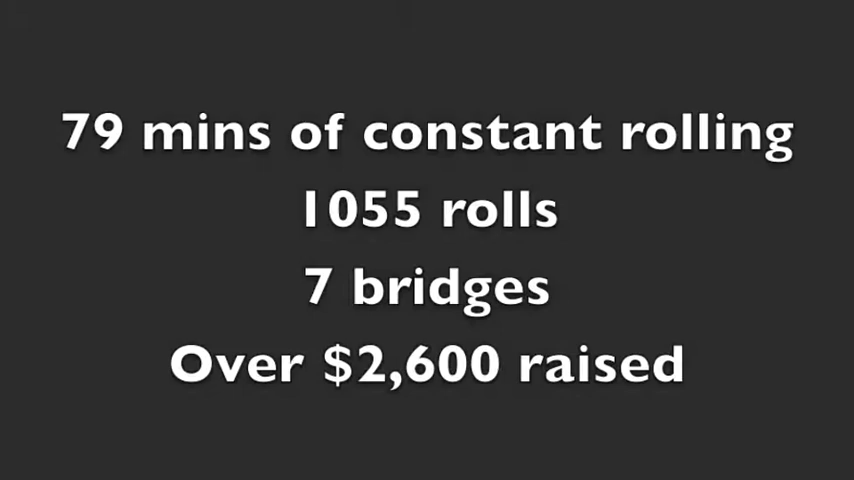 79 mins of constant rolling
1055 rolls
7 bridges
Over $2,600 raised